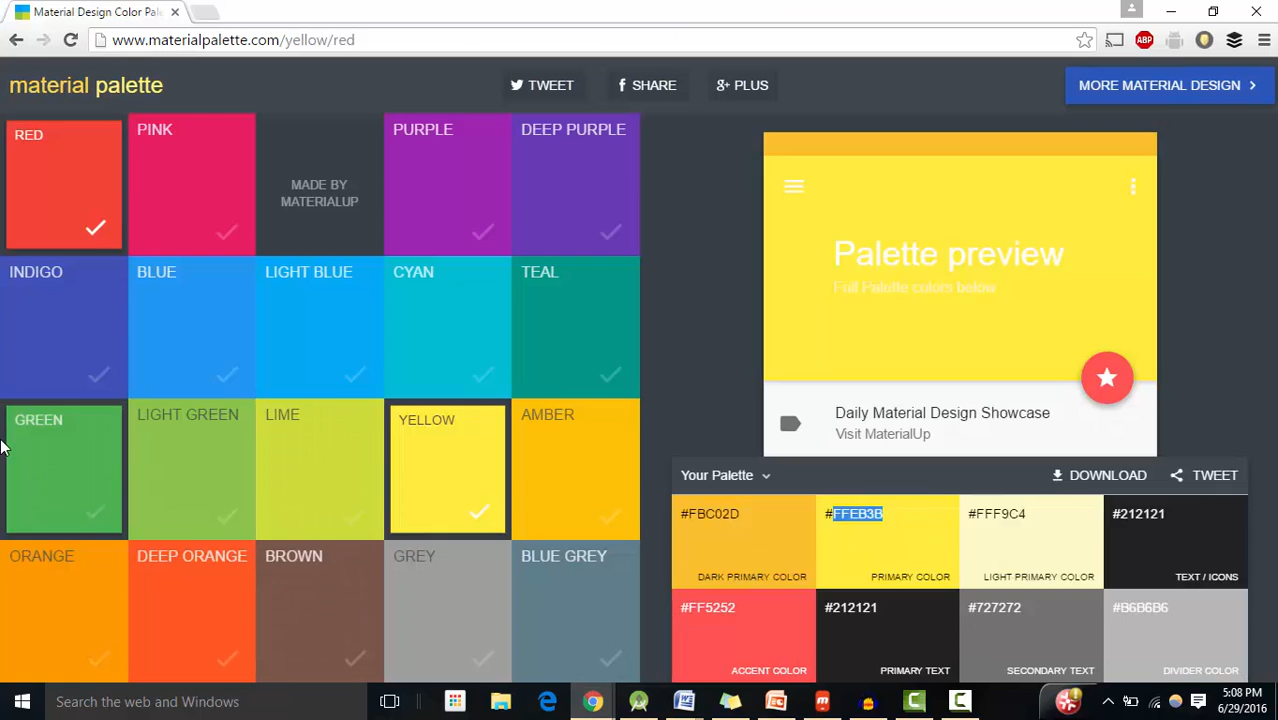 Material Design Color Pal
www.materialpalette.com/yellow/red
ABP
material palette
TWEET
SHARE
PLUS
MORE MATERIAL DESIGN
RED
PINK
MADE BY
MATERIALUP
PURPLE
DEEP PURPLE
INDIGO
BLUE
LIGHT BLUE
CYAN
TEAL
GREEN
LIGHT GREEN
LIME
YELLOW
AMBER
ORANGE
DEEP ORANGE
BROWN
GREY
BLUE GREY
Palette preview
Full Palette colors below
Daily Material Design Showcase
Visit MaterialUp
Your Palette
DOWNLOAD
TWEET
#FBC02D
DARK PRIMARY COLOR
#FFEB3B
PRIMARY COLOR
#FFF9C4
LIGHT PRIMARY COLOR
#212121
TEXT / ICONS
#FF5252
ACCENT COLOR
#212121
PRIMARY TEXT
#727272
SECONDARY TEXT
#B6B6B6
DIVIDER COLOR
Search the web and Windows
5:08 PM
6/29/2016